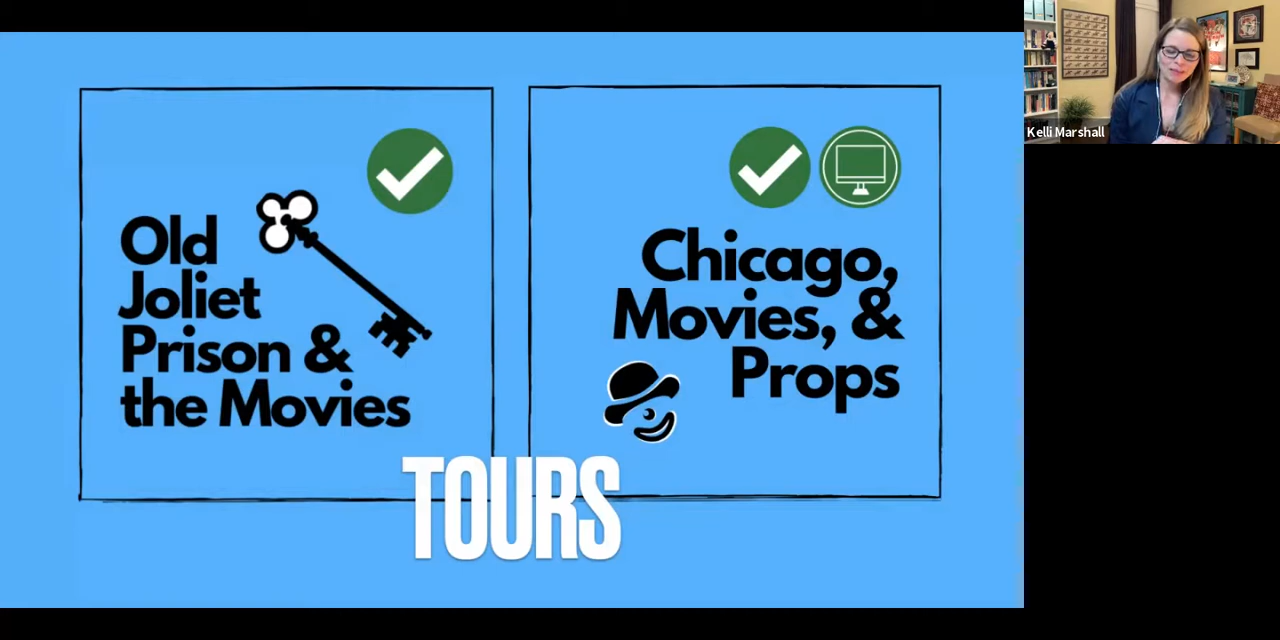 Old
Joliet
Prison &
the Movies
Chicago,
Movies, &
Props
TOURS
Kelli Marshall